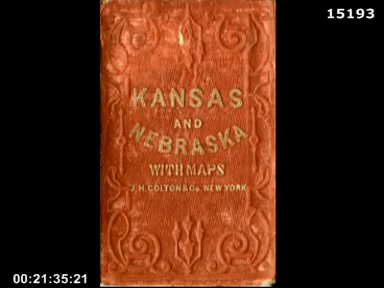 15193
KANSAS
AND
NEBRASKA
WITH MAPS
J. H. COLTON & Co. NEW YORK
00:21:35:21